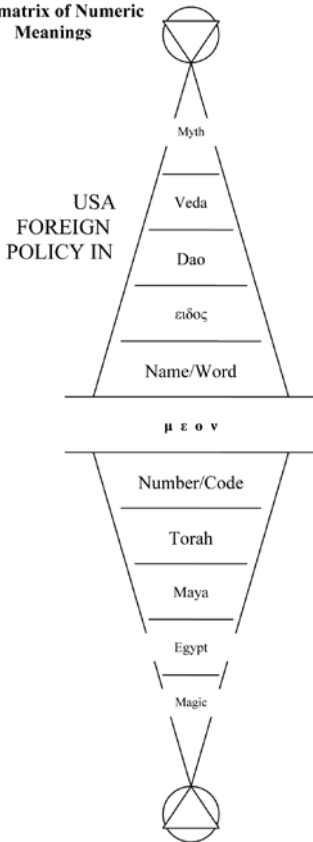 matrix of Numeric
Meanings
Myth
USA
FOREIGN
POLICY IN
Veda
Dao
ειδος
Name/Word
μ ε ο ν
Number/Code
Torah
Maya
Egypt
Magic